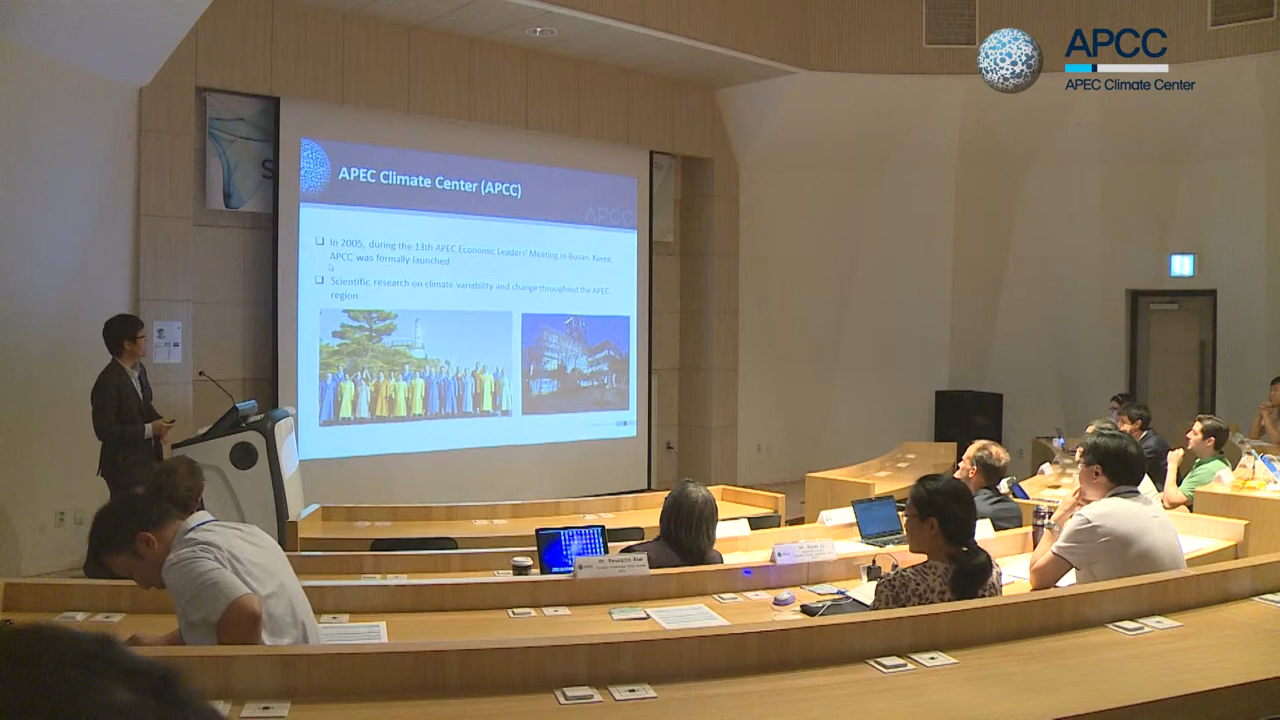 APCC
APEC Climate Center
S
APEC Climate Center (APCC)
APCC
In 2005, during the 13th APEC Economic Leaders' Meeting in Busan, Korea,
APCC was formally launched
Scientific research on climate variability and change throughout the APEC
region